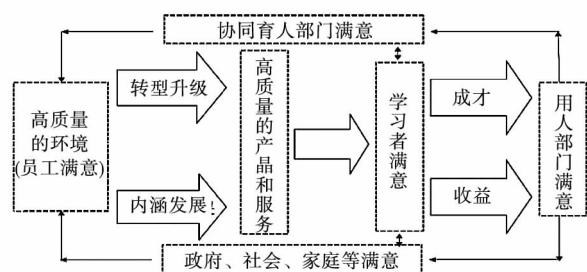 协同育人部门满意
转型升级
高质量的产品和服务
高质量
的环境
(员工满意)
学习者满意
成才
用人部门满意
内涵发展
收益
政府、社会、家庭等满意